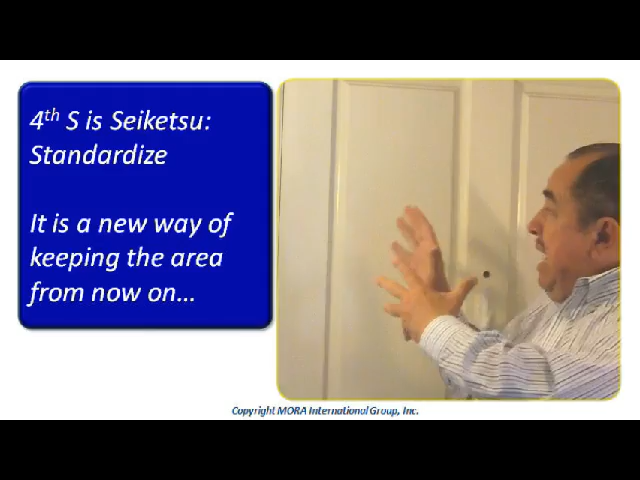 4th S is Seiketsu:
Standardize
It is a new way of
keeping the area
from now on...
Copyright MORA International Group, Inc.